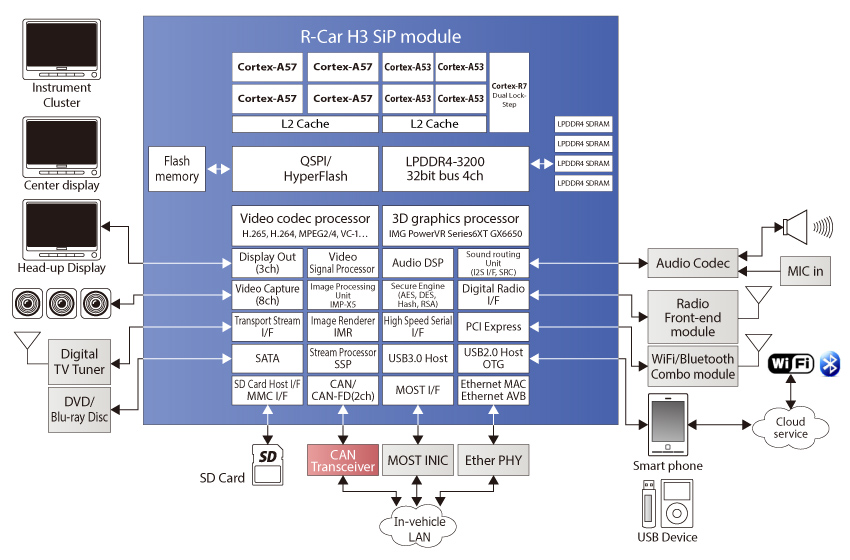 R-Car H3 SiP module
Instrument
Cluster
Center display
Head-up Display
Cortex-A57
Cortex-A57
Cortex-A53
Cortex-A53
Cortex-R7
Dual Lock-
Step
Cortex-A57
Cortex-A57
Cortex-A53
Cortex-A53
L2 Cache
L2 Cache
LPDDR4 SDRAM
LPDDR4 SDRAM
LPDDR4 SDRAM
LPDDR4 SDRAM
Flash
memory
QSPI/
HyperFlash
LPDDR4-3200
32bit bus 4ch
Video codec processor
H.265, H.264, MPEG2/4, VC-1...
3D graphics processor
IMG PowerVR Series6XT GX6650
Display Out
(3ch)
Video
Signal Processor
Audio DSP
Sound routing
Unit
(I2S I/F, SRC)
Video Capture
(8ch)
Image Processing
Unit
IMP-X5
Secure Engine
(AES, DES,
Hash, RSA)
Digital Radio
I/F
Transport Stream
I/F
Image Renderer
IMR
High Speed Serial
I/F
PCI Express
SATA
Stream Processor
SSP
USB3.0 Host
USB2.0 Host
OTG
SD Card Host I/F
MMC I/F
CAN/
CAN-FD(2ch)
MOST I/F
Ethernet MAC
Ethernet AVB
Digital
TV Tuner
DVD/
Blu-ray Disc
Audio Codec
MIC in
Radio
Front-end
module
WiFi/Bluetooth
Combo module
Wi Fi
Cloud
service
Smart phone
USB Device
SD
SD Card
CAN
Transceiver
MOST INIC
Ether PHY
In-vehicle
LAN